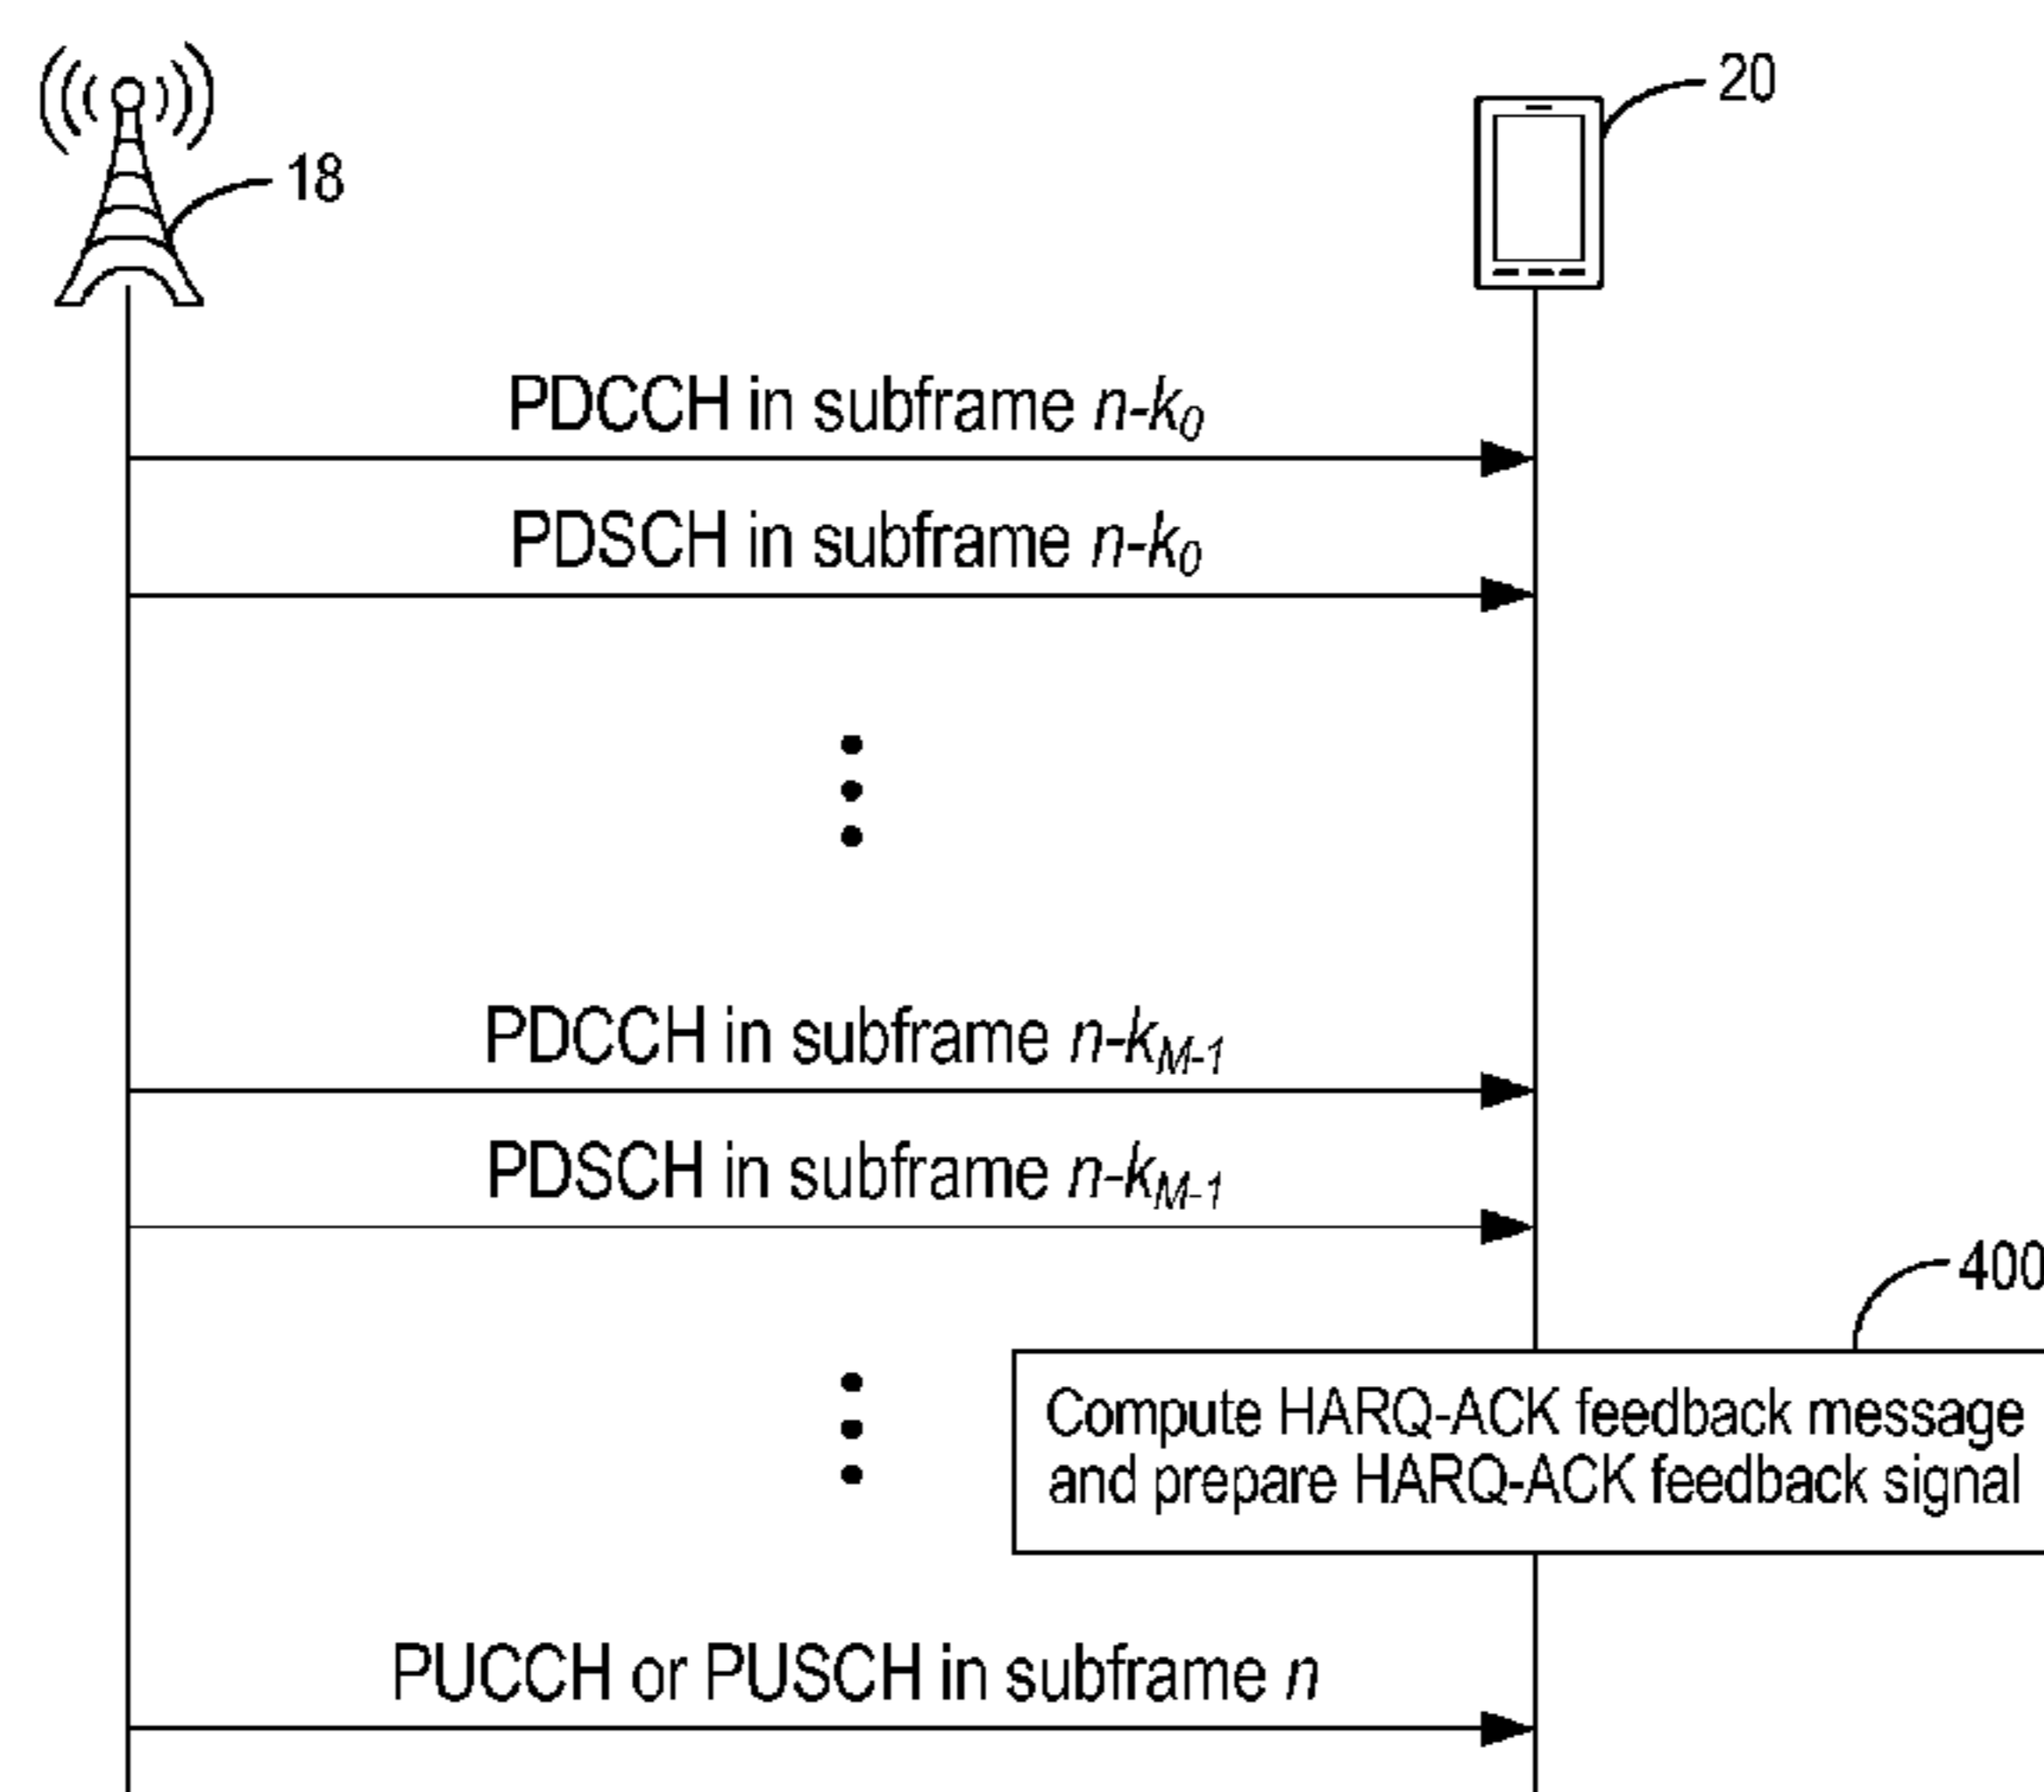 20
18
PDCCH in subframe n-k0
PDSCH in subframe n-k0
PDCCH in subframe n-kM-1
PDSCH in subframe n-kM-1
400
Compute HARQ-ACK feedback message
and prepare HARQ-ACK feedback signal
PUCCH or PUSCH in subframe n